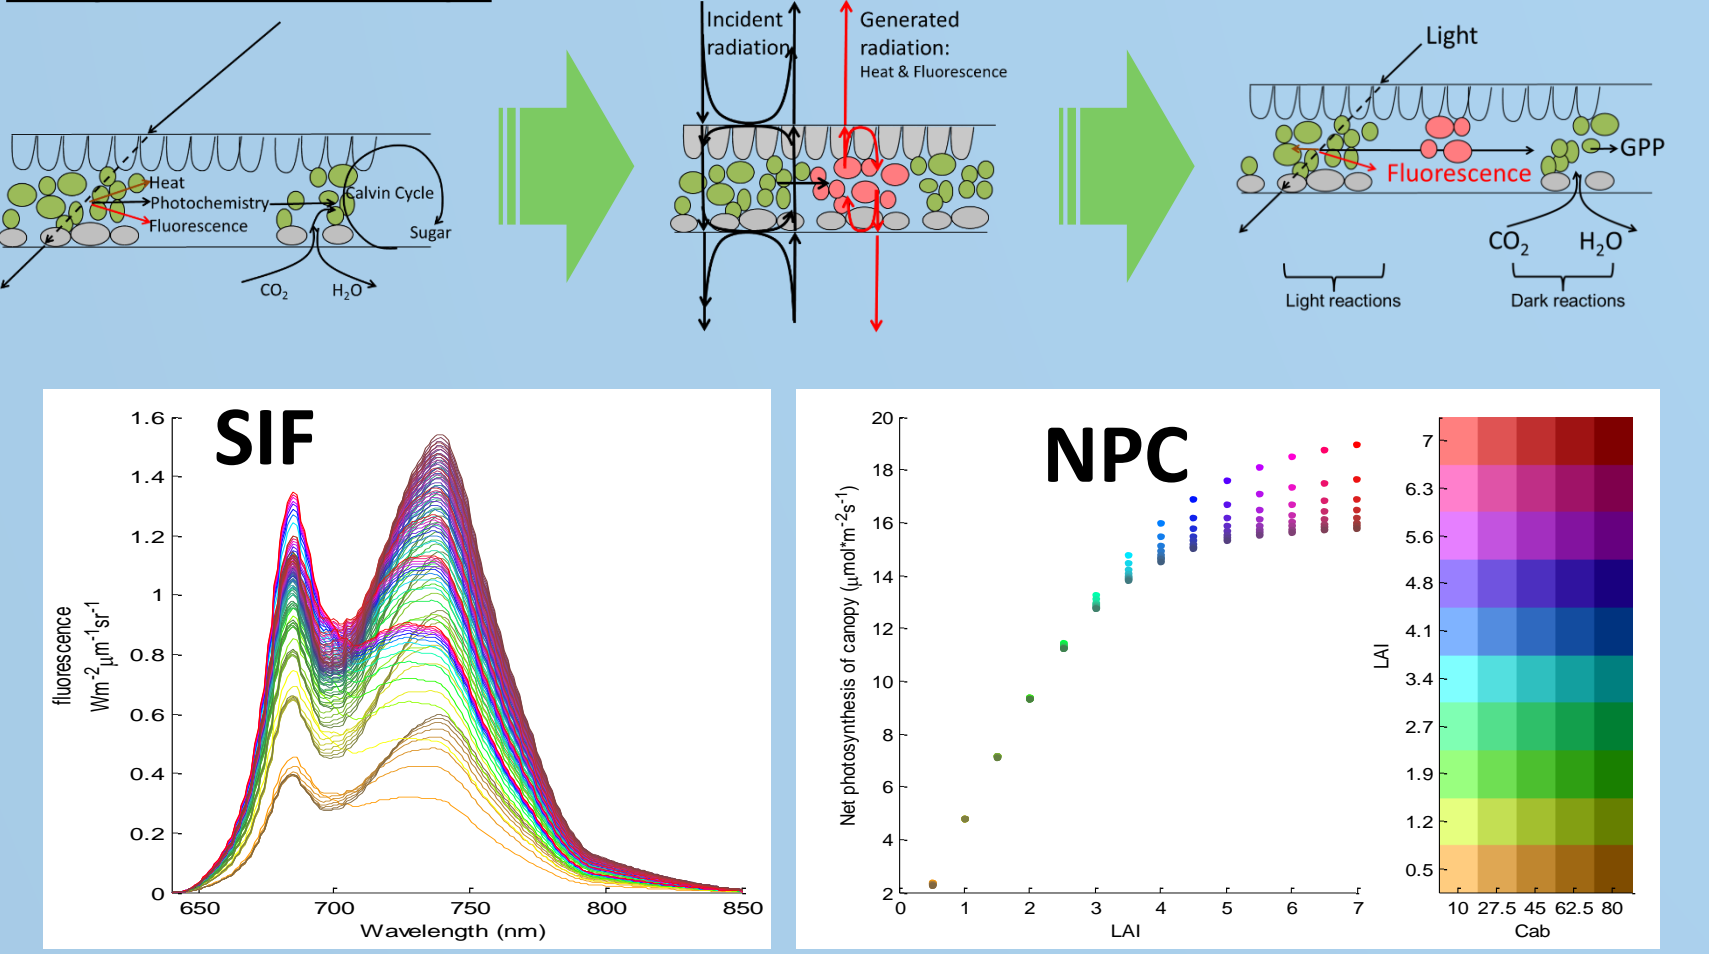 Heat
Photochemistry
Fluorescence
Calvin Cycle
Sugar
CO₂
H₂O
Incident
radiation
Generated
radiation:
Heat & Fluorescence
Light
Fluorescence
GPP
CO₂
H₂O
Light reactions
Dark reactions
SIF
fluorescence
Wm⁻²μm⁻¹sr⁻¹
1.6
1.4
1.2
1
0.8
0.6
0.4
0.2
0
650
700
750
800
850
Wavelength (nm)
NPC
Net photosynthesis of canopy (μmol*m⁻²s⁻¹)
20
18
16
14
12
10
8
6
4
2
0
1
2
3
4
5
6
7
LAI
LAI
7
6.3
5.6
4.8
4.1
3.4
2.7
1.9
1.2
0.5
10
27.5
45
62.5
80
Cab